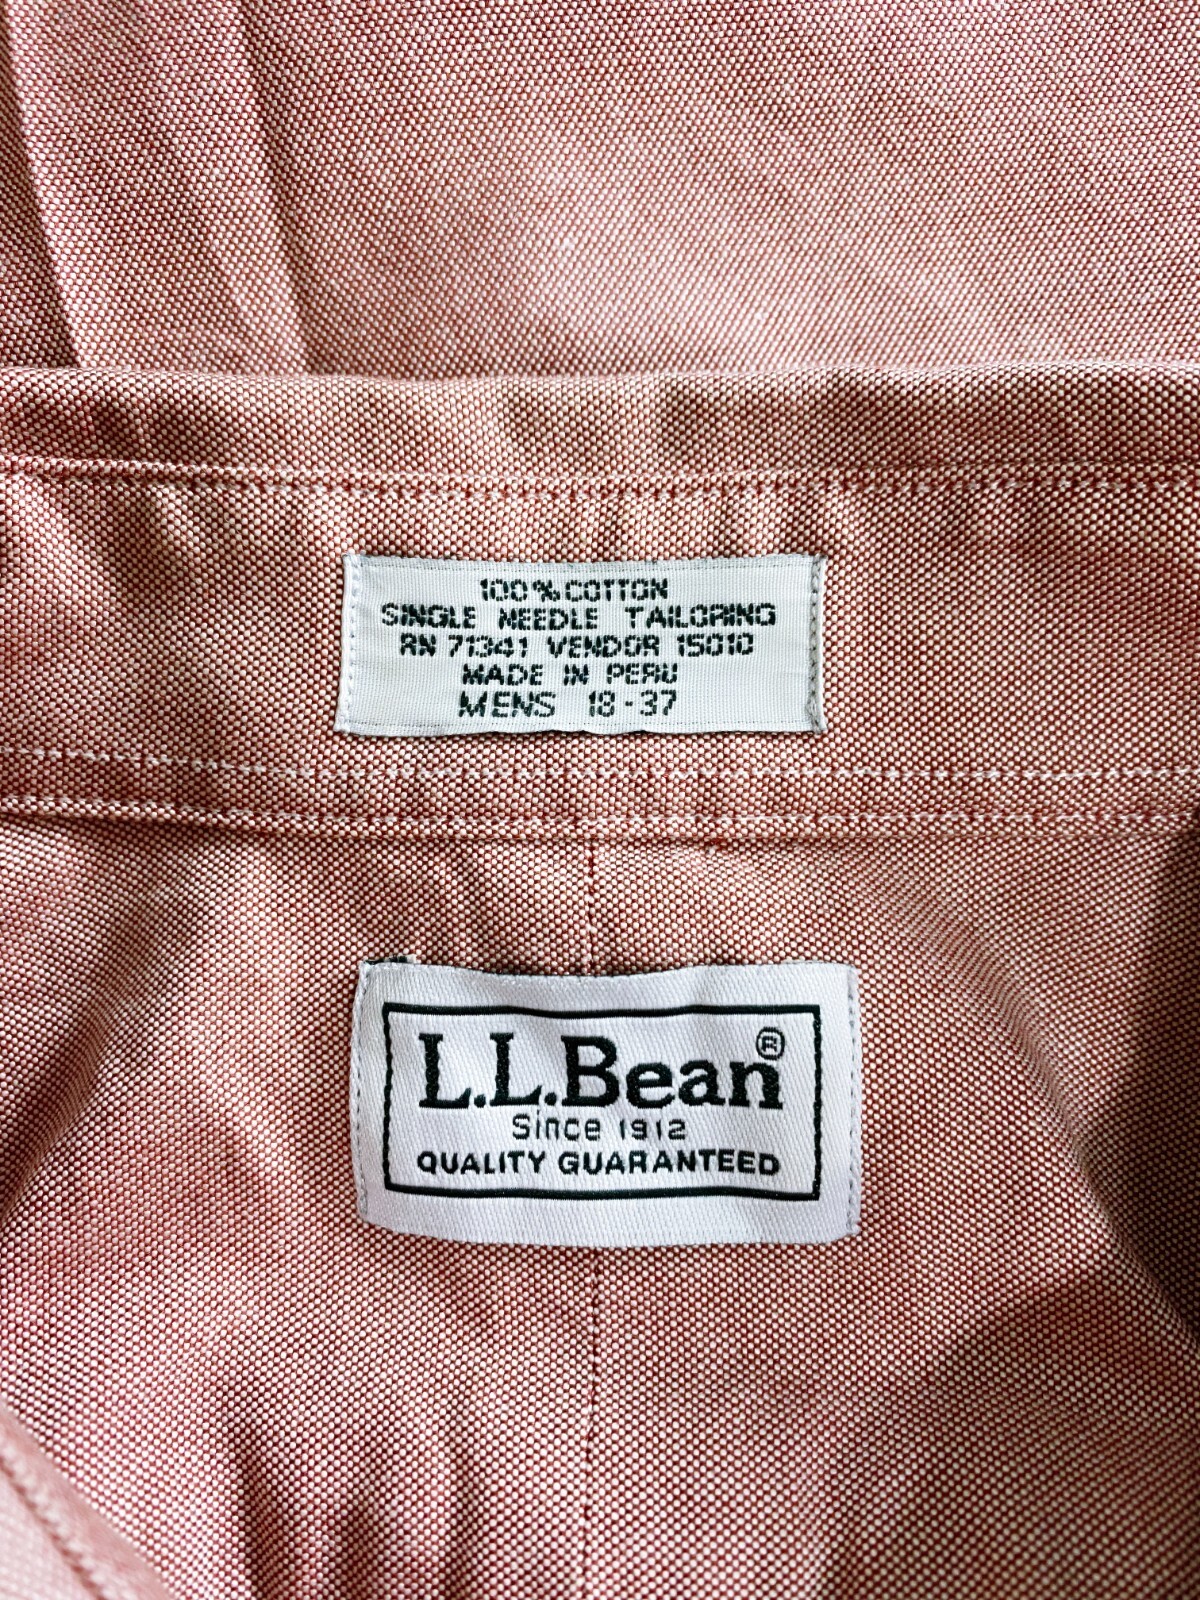 100% COTTON
SINGLE NEEDLE TAILORING
RN 71341 VENDOR 15010
MADE IN PERU
MENS 18-37
L.L.Bean®
Since 1912
QUALITY GUARANTEED